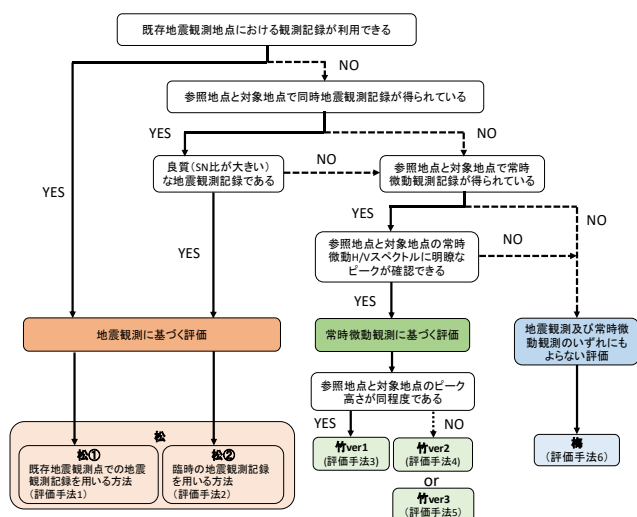 既存地震観測地点における観測記録が利用できる
NO
参照地点と対象地点で同時地震観測記録が得られている
YES
NO
YES
良質(SN比が大きい)
な地震観測記録である
NO
参照地点と対象地点で常時
微動観測記録が得られている
YES
YES
NO
参照地点と対象地点の常時
微動H/Vスペクトルに明瞭な
ピークが確認できる
YES
地震観測に基づく評価
常時微動観測に基づく評価
地震観測及び常時微
動観測のいずれにも
よらない評価
参照地点と対象地点のピーク
高さが同程度である
YES
NO
松
松①
既存地震観測点での地震
観測記録を用いる方法
(評価手法1)
松②
臨時の地震観測記録
を用いる方法
(評価手法2)
竹ver1
(評価手法3)
竹ver2
(評価手法4)
or
竹ver3
(評価手法5)
梅
(評価手法6)